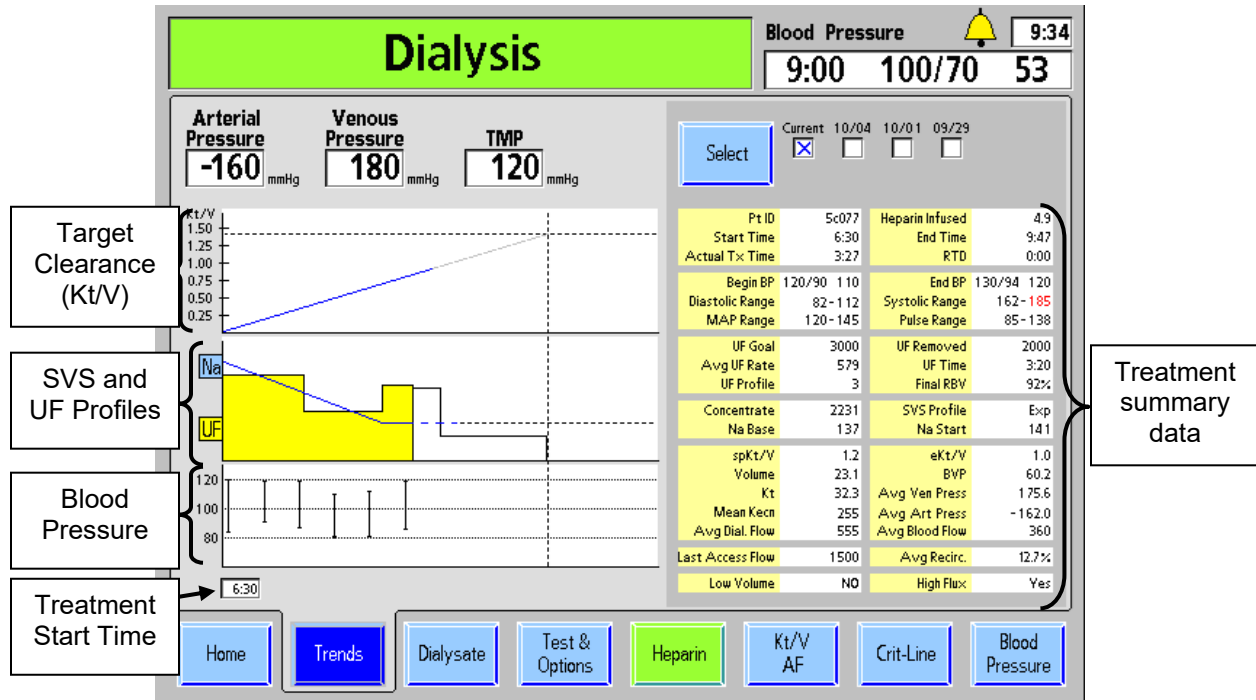 Dialysis
Blood Pressure
9:34
9:00 100/70 53
Arterial Pressure
-160 mmHg
Venous Pressure
180 mmHg
TMP
120 mmHg
Select
Current 10/04 10/01 09/29
Target Clearance (Kt/V)
Kt/V
1.50
1.25
1.00
0.75
0.50
0.25
SVS and UF Profiles
Na
UF
Blood Pressure
120
100
80
Treatment Start Time
6:30
Pt ID 5c077 Heparin Infused 4.9
Start Time 6:30 End Time 9:47
Actual Tx Time 3:27 RTD 0:00
Begin BP 120/90 110 End BP 130/94 120
Diastolic Range 82-112 Systolic Range 162-185
MAP Range 120-145 Pulse Range 85-138
UF Goal 3000 UF Removed 2000
Avg UF Rate 579 UF Time 3:20
UF Profile 3 Final RBV 92%
Concentrate 2231 SVS Profile Exp
Na Base 137 Na Start 141
spKt/V 1.2 eKt/V 1.0
Volume 23.1 BVP 60.2
Kt 32.3 Avg Ven Press 175.6
Mean Kecn 255 Avg Art Press -162.0
Avg Dial. Flow 555 Avg Blood Flow 360
Last Access Flow 1500 Avg Recirc. 12.7%
Low Volume NO High Flux Yes
Treatment summary data
Home
Trends
Dialysate
Test & Options
Heparin
Kt/V AF
Crit-Line
Blood Pressure